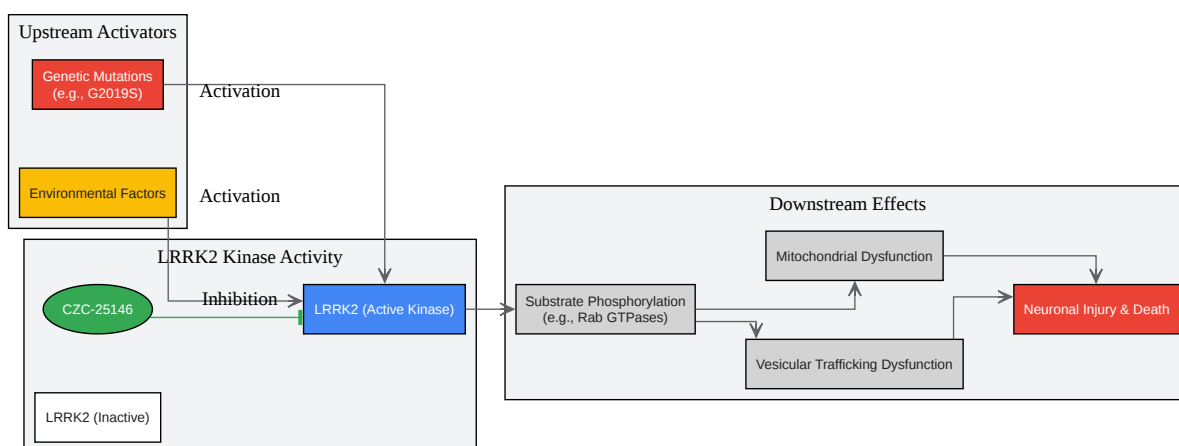 Upstream Activators
Genetic Mutations
(e.g., G2019S)
Activation
Environmental Factors
Activation
LRRK2 Kinase Activity
CZC-25146
Inhibition
LRRK2 (Active Kinase)
LRRK2 (Inactive)
Downstream Effects
Substrate Phosphorylation
(e.g., Rab GTPases)
Mitochondrial Dysfunction
Vesicular Trafficking Dysfunction
Neuronal Injury & Death